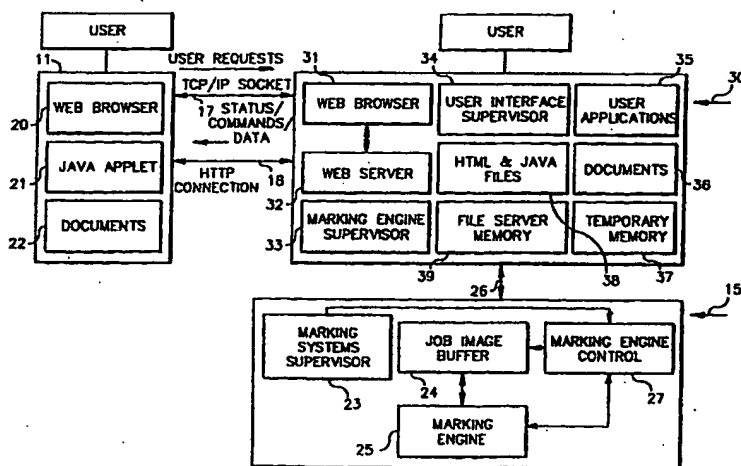 USER
USER
11
USER REQUESTS
31
34
35
30
TCP/IP SOCKET
20
WEB BROWSER
17
STATUS/
COMMANDS/
DATA
WEB BROWSER
USER INTERFACE
SUPERVISOR
USER
APPLICATIONS
21
JAVA APPLET
HTTP
CONNECTION
18
WEB SERVER
HTML & JAVA
FILES
DOCUMENTS
36
32
22
DOCUMENTS
MARKING ENGINE
SUPERVISOR
33
FILE SERVER
MEMORY
TEMPORARY
MEMORY
39
38
37
26
15
MARKING
SYSTEMS
SUPERVISOR
JOB IMAGE
BUFFER
MARKING ENGINE
CONTROL
23
24
27
MARKING
ENGINE
25